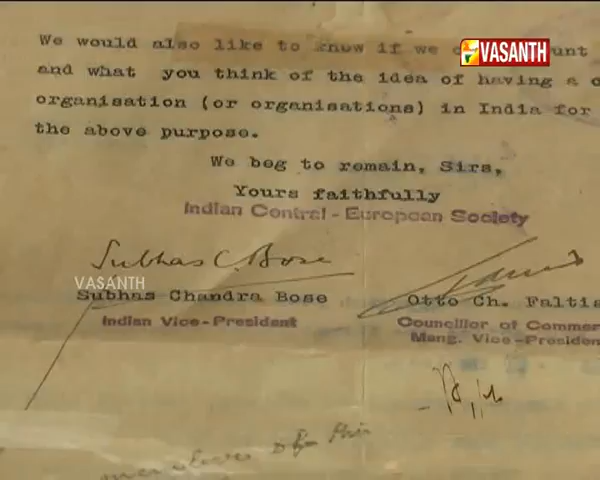 VASANTH
We would also like to know if we unt
and what you think of the idea of having a
organisation (or organisations) in India for
the above purpose.
We beg to remain, Sirs,
Yours faithfully
Indian Central - European Society
Subhas C. Bose
VASANTH
Subhas Chandra Bose
Otto Ch. Faltis
Indian Vice-President
Councillor of Commer
Mang. Vice-Presiden